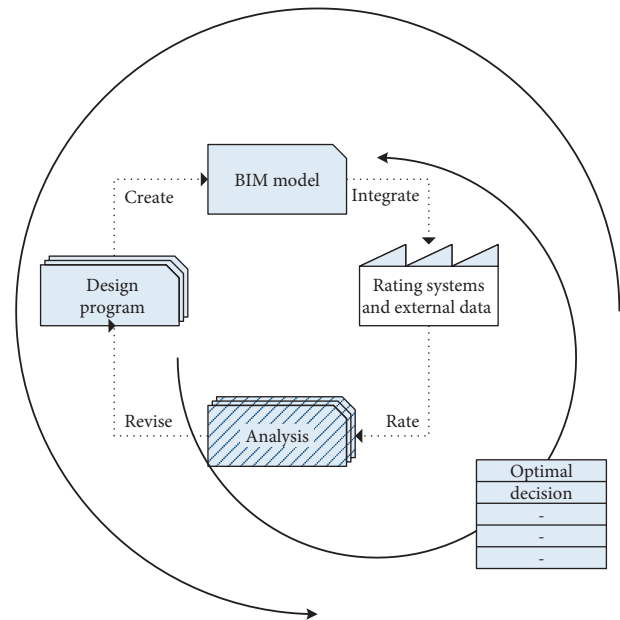 BIM model
Create
Integrate
Design
program
Rating systems
and external data
Revise
Analysis
Rate
Optimal
decision
-
-
-